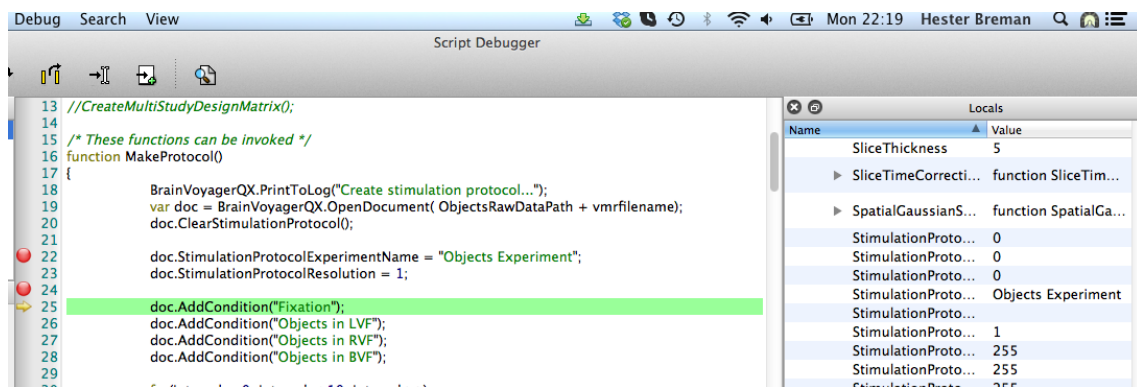 Debug Search View Mon 22:19 Hester Breman
Script Debugger
13 //CreateMultiStudyDesignMatrix();
14
15 /* These functions can be invoked */
16 function MakeProtocol()
17 {
18 BrainVoyagerQX.PrintToLog("Create stimulation protocol...");
19 var doc = BrainVoyagerQX.OpenDocument( ObjectsRawDataPath + vmrfilename);
20 doc.ClearStimulationProtocol();
21
22 doc.StimulationProtocolExperimentName = "Objects Experiment";
23 doc.StimulationProtocolResolution = 1;
24
25 doc.AddCondition("Fixation");
26 doc.AddCondition("Objects in LVF");
27 doc.AddCondition("Objects in RVF");
28 doc.AddCondition("Objects in BVF");
29
Locals
Name Value
SliceThickness 5
SliceTimeCorrecti... function SliceTim...
SpatialGaussianS... function SpatialGa...
StimulationProto... 0
StimulationProto... 0
StimulationProto... 0
StimulationProto... Objects Experiment
StimulationProto...
StimulationProto... 1
StimulationProto... 255
StimulationProto... 255
StimulationProto... 255